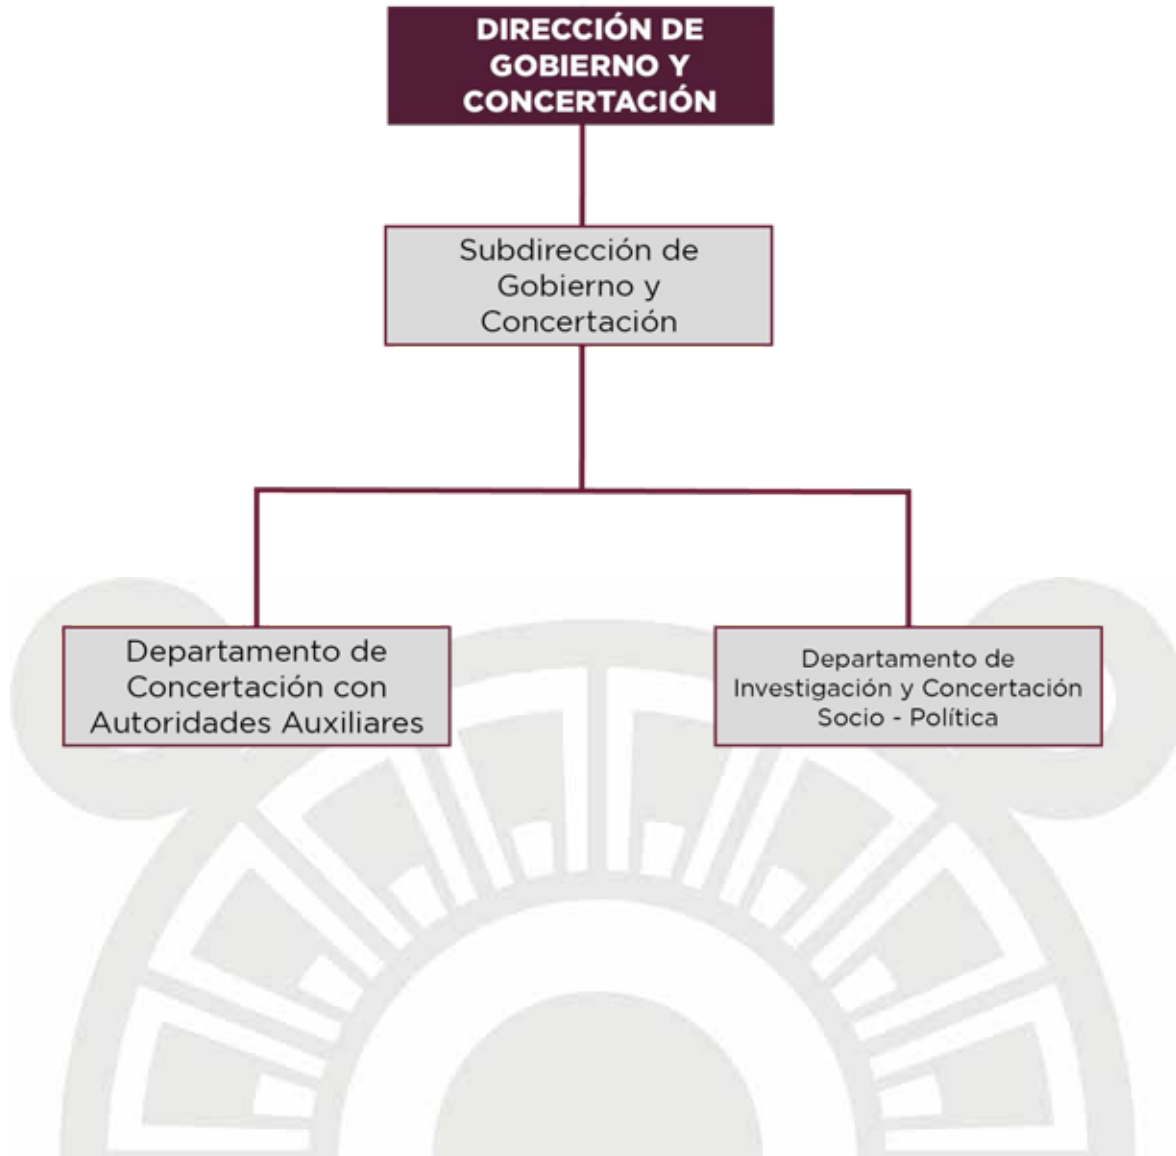 DIRECCIÓN DE
GOBIERNO Y
CONCERTACIÓN
Subdirección de
Gobierno y
Concertación
Departamento de
Concertación con
Autoridades Auxiliares
Departamento de
Investigación y Concertación
Socio - Política